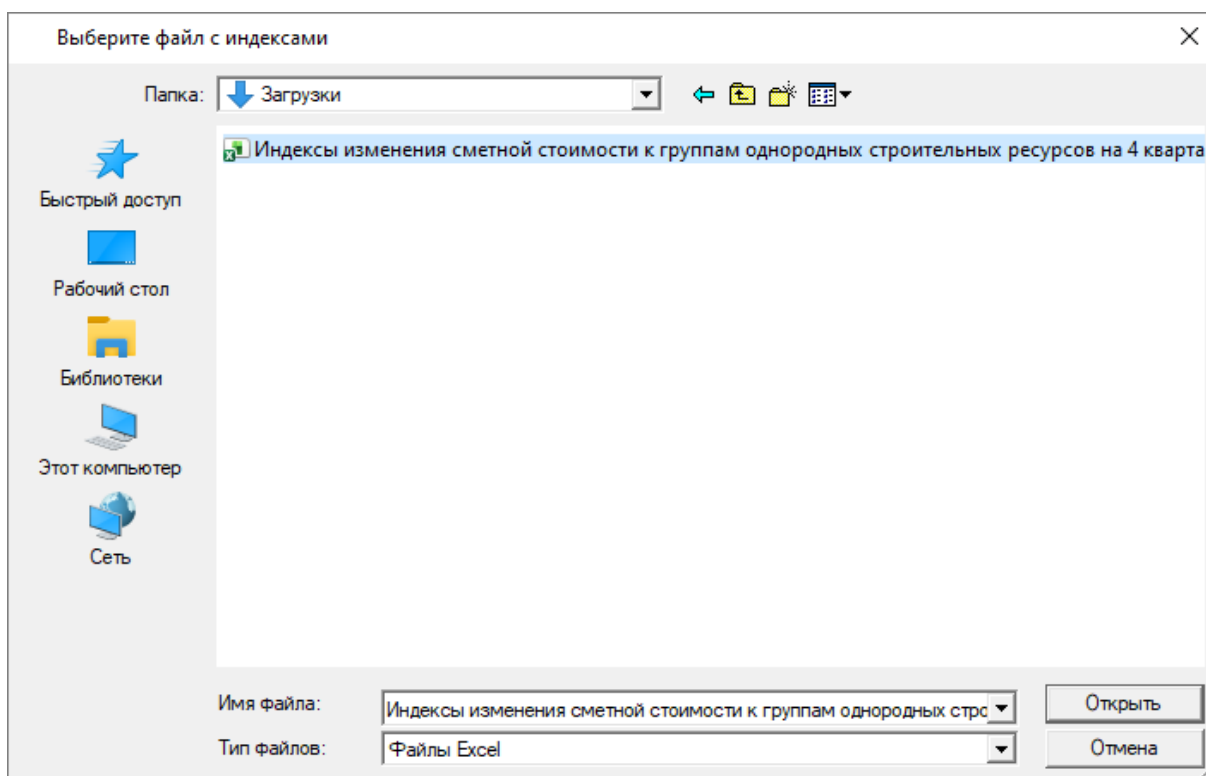 Выберите файл с индексами
Папка: Загрузки
Индексы изменения сметной стоимости к группам однородных строительных ресурсов на 4 кварта
Быстрый доступ
Рабочий стол
Библиотеки
Этот компьютер
Сеть
Имя файла: Индексы изменения сметной стоимости к группам однородных стро Открыть
Тип файлов: Файлы Excel Отмена